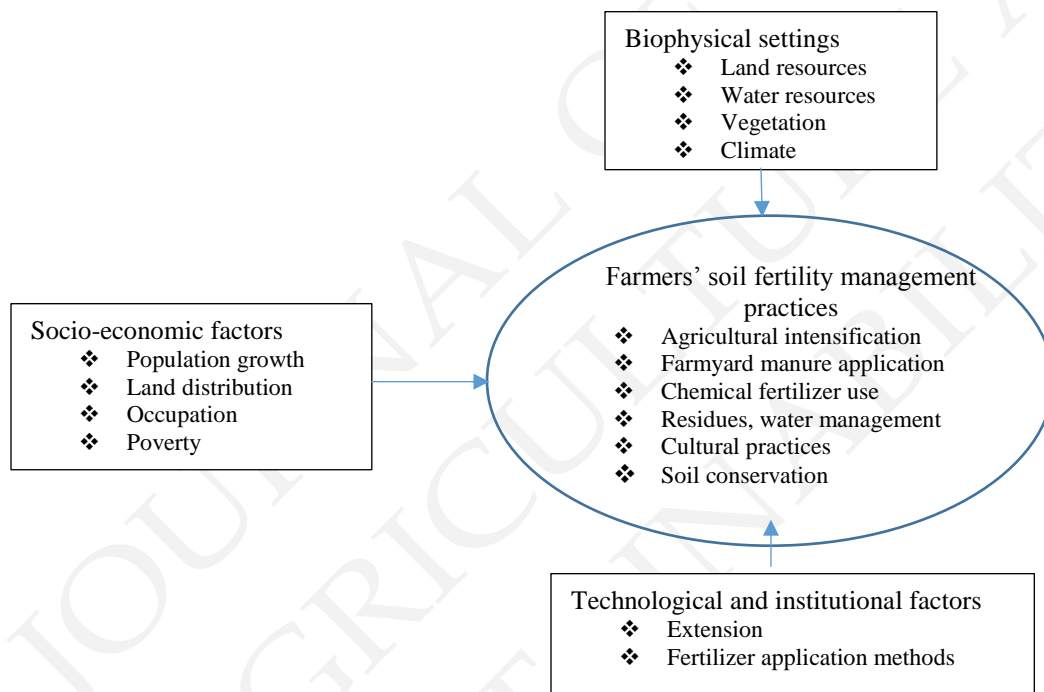 Biophysical settings
❖ Land resources
❖ Water resources
❖ Vegetation
❖ Climate
Farmers’ soil fertility management
practices
❖ Agricultural intensification
❖ Farmyard manure application
❖ Chemical fertilizer use
❖ Residues, water management
❖ Cultural practices
❖ Soil conservation
Socio-economic factors
❖ Population growth
❖ Land distribution
❖ Occupation
❖ Poverty
Technological and institutional factors
❖ Extension
❖ Fertilizer application methods